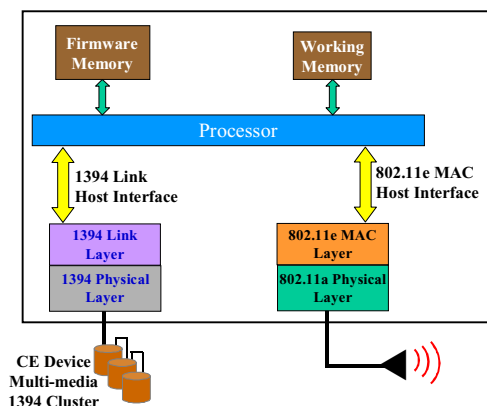 Firmware
Memory
Working
Memory
Processor
1394 Link
Host Interface
802.11e MAC
Host Interface
1394 Link
Layer
1394 Physical
Layer
802.11e MAC
Layer
802.11a Physical
Layer
CE Device
Multi-media
1394 Cluster